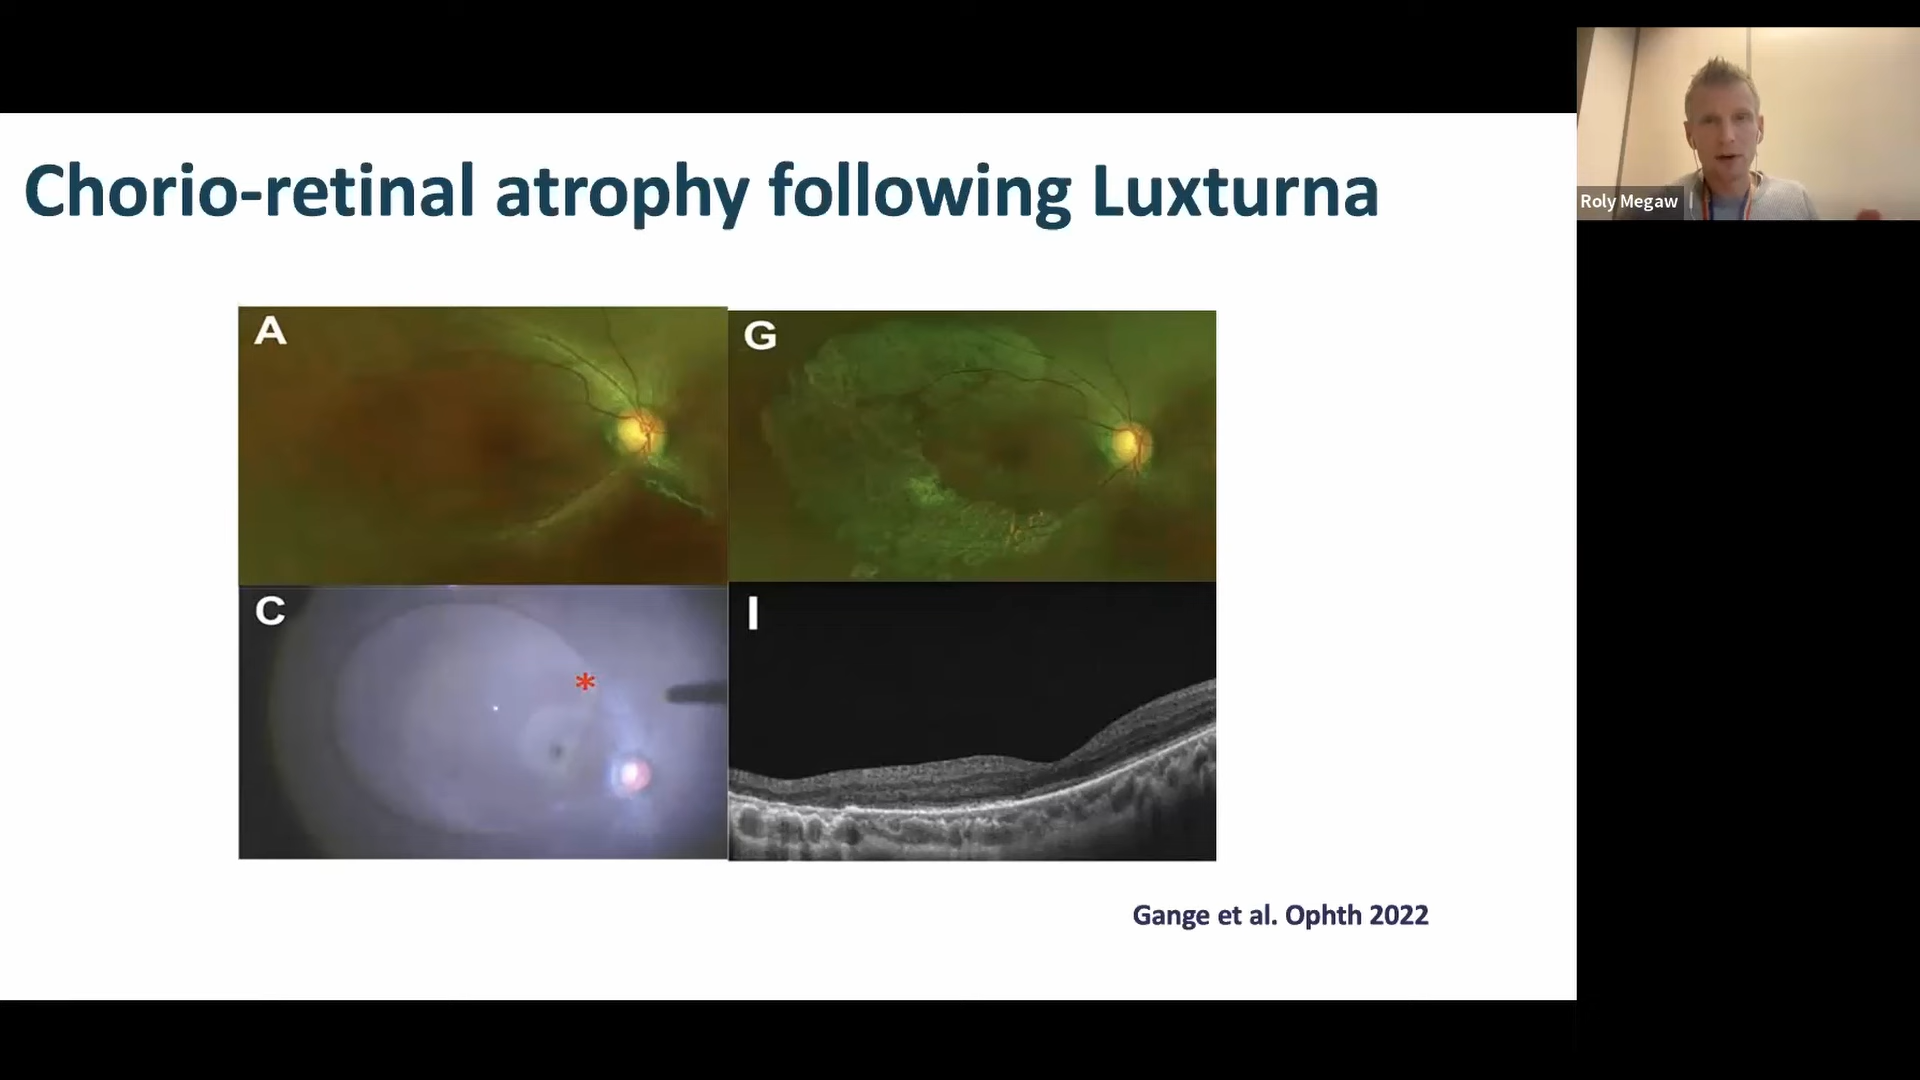 Chorio-retinal atrophy following Luxturna
Roly Megaw
A
G
C
*
I
Gange et al. Ophth 2022